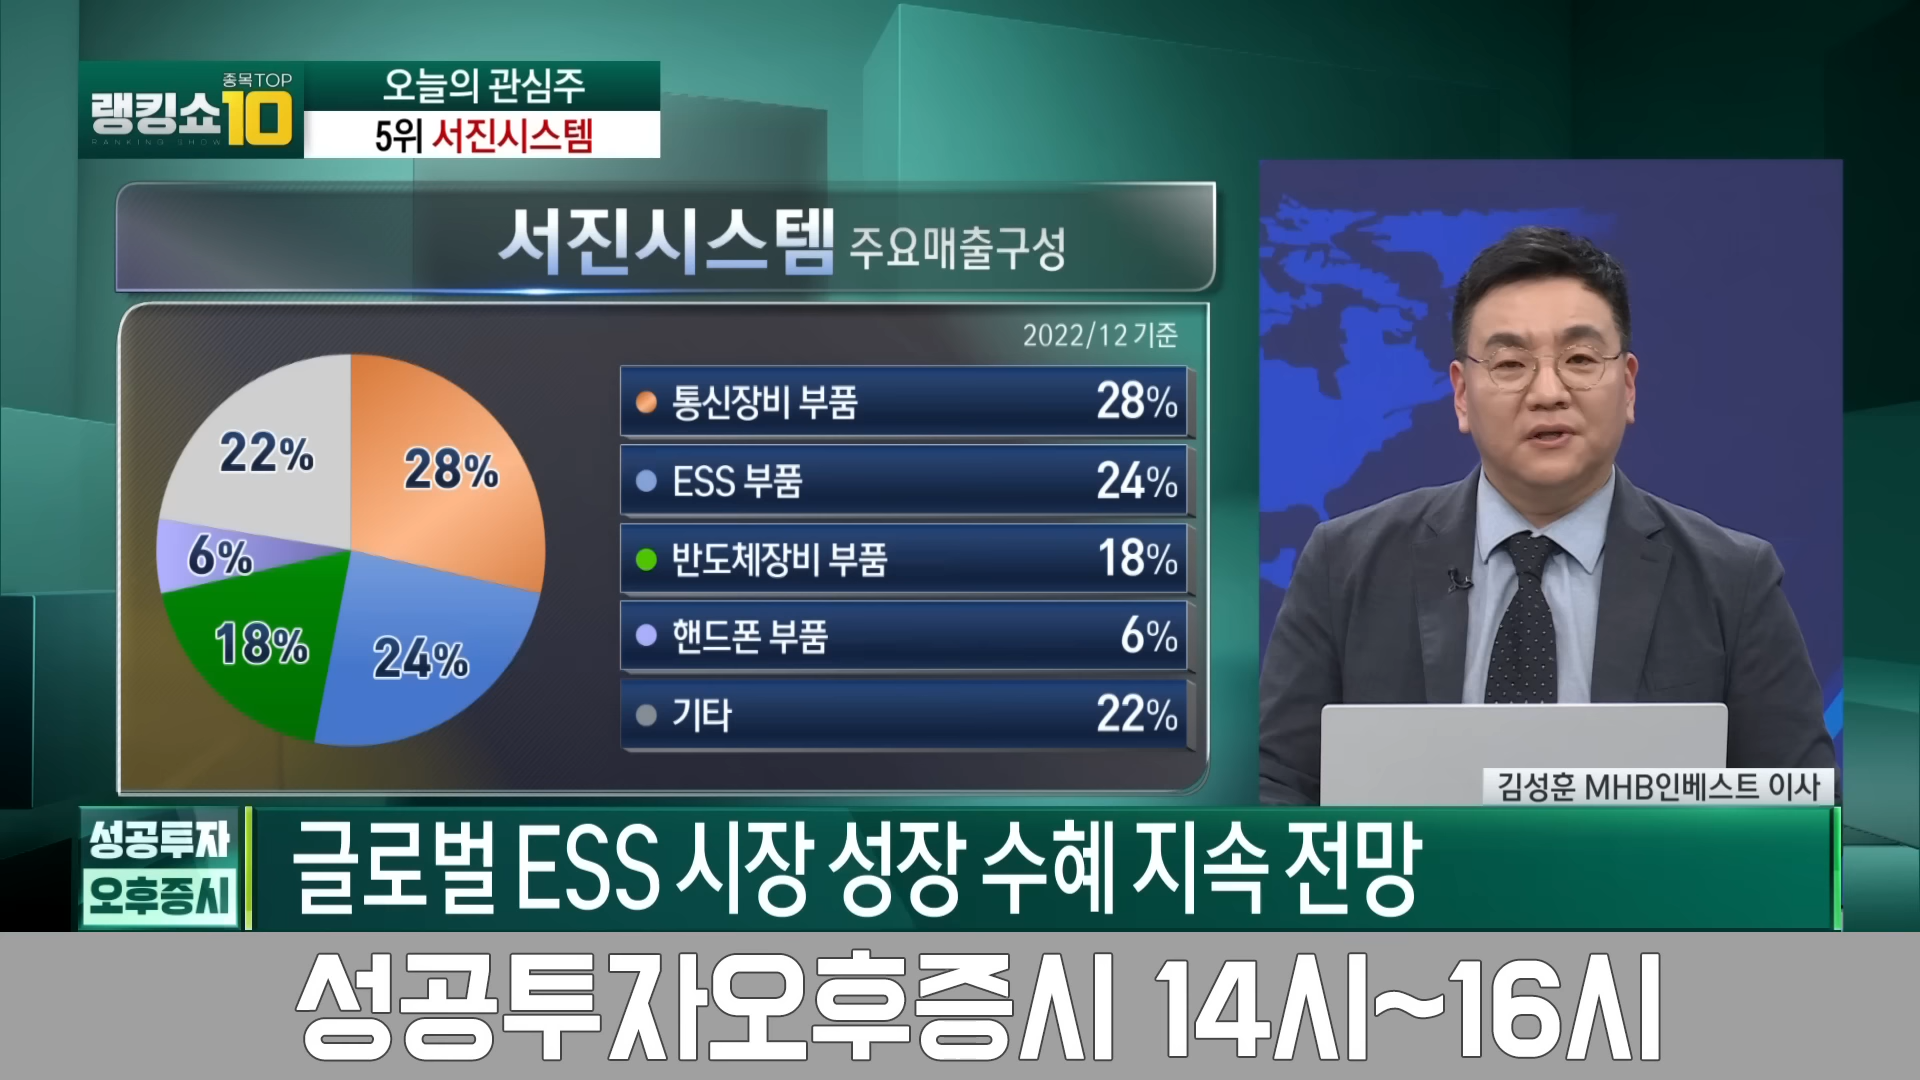 종목TOP
랭킹쇼10
RANKING SHOW
오늘의 관심주
5위 서진시스템
서진시스템 주요매출구성
2022/12 기준
22%
28%
6%
18%
24%
통신장비 부품 28%
ESS 부품 24%
반도체장비 부품 18%
핸드폰 부품 6%
기타 22%
김성훈 MHB인베스트 이사
성공투자
오후증시
글로벌 ESS 시장 성장 수혜 지속 전망
성공투자오후증시 14시~16시